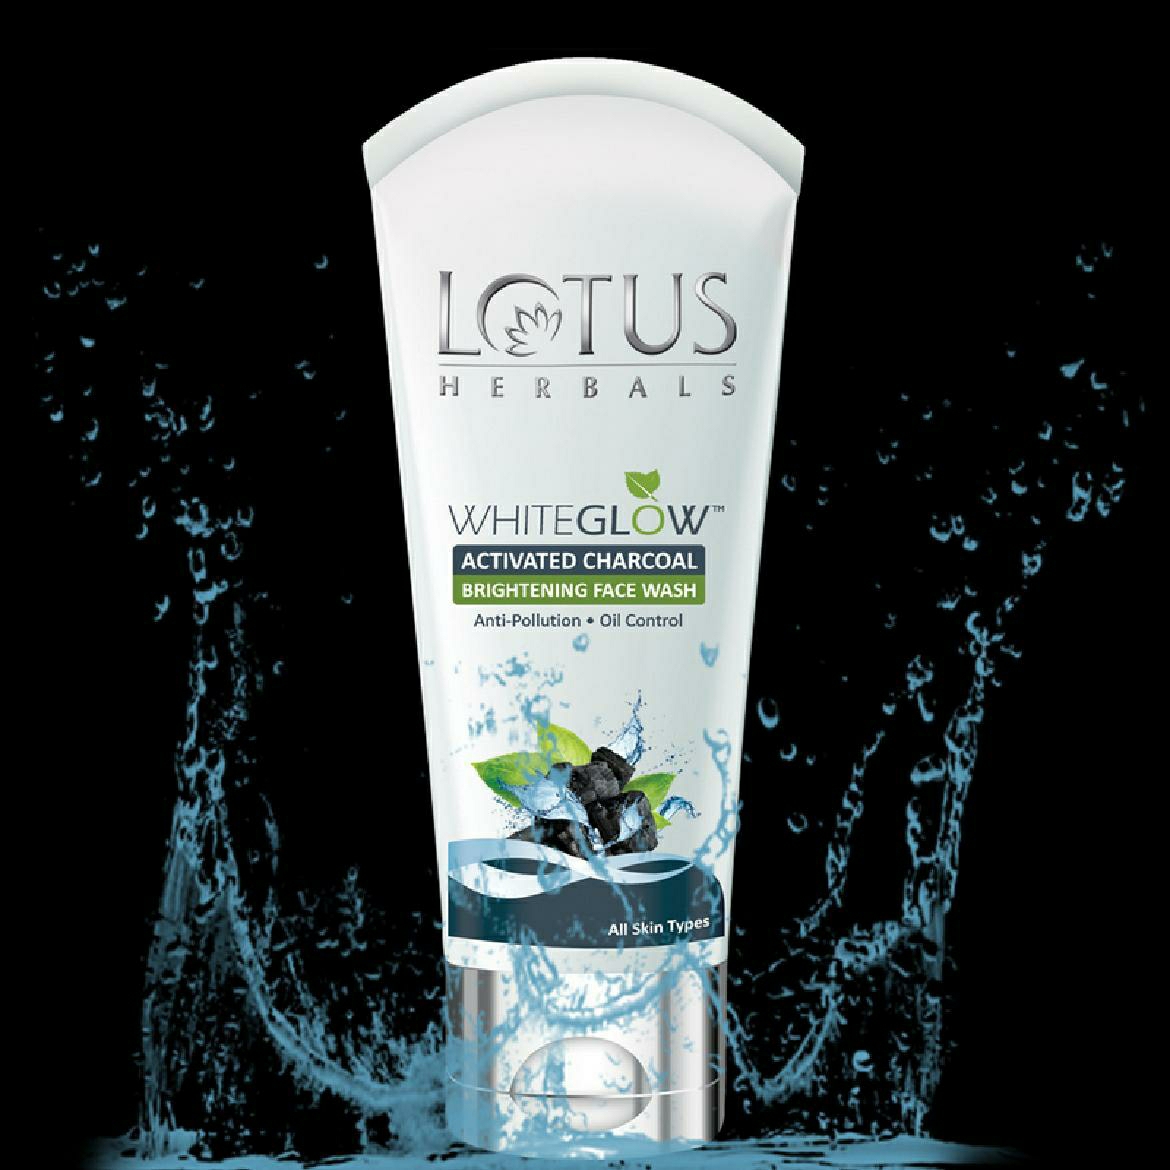 LOTUS
HERBALS
WHITEGLOW™
ACTIVATED CHARCOAL
BRIGHTENING FACE WASH
Anti-Pollution • Oil Control
All Skin Types